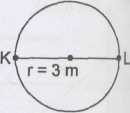 K L
r = 3 m